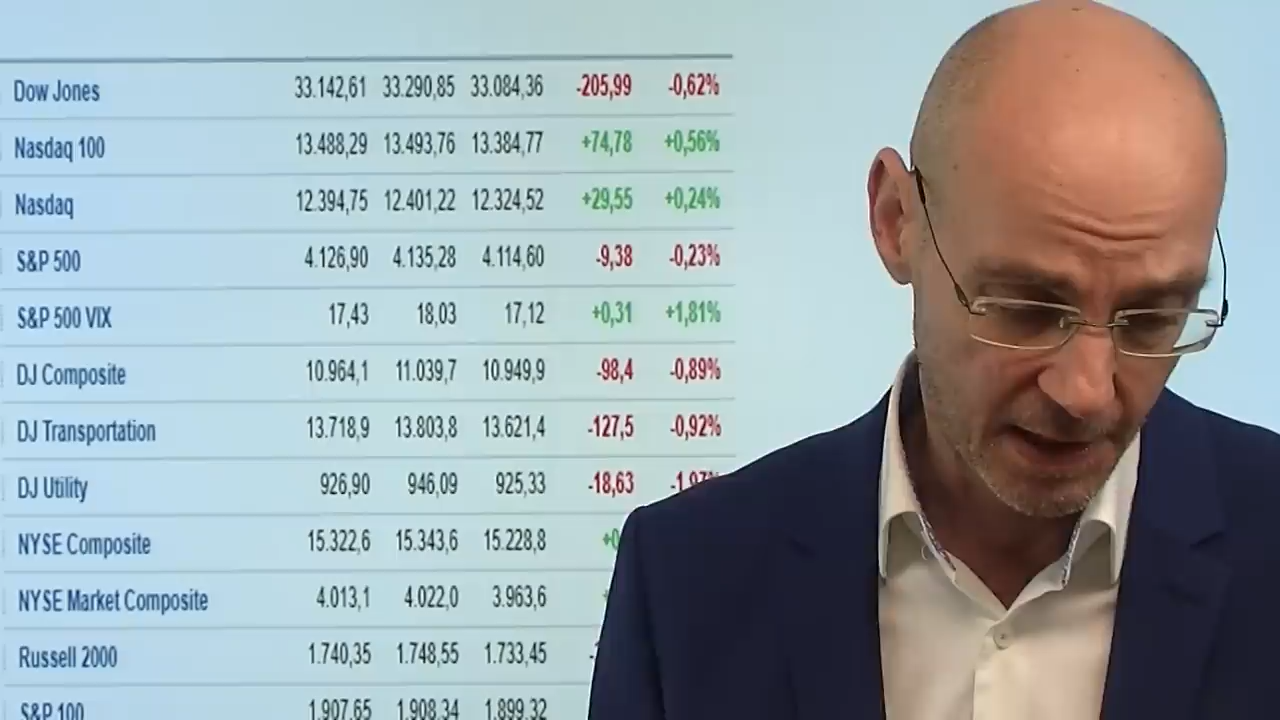 Dow Jones 33.142,61 33.290,85 33.084,36 -205,99 -0,62%
Nasdaq 100 13.488,29 13.493,76 13.384,77 +74,78 +0,56%
Nasdaq 12.394,75 12.401,22 12.324,52 +29,55 +0,24%
S&P 500 4.126,90 4.135,28 4.114,60 -9,38 -0,23%
S&P 500 VIX 17,43 18,03 17,12 +0,31 +1,81%
DJ Composite 10.964,1 11.039,7 10.949,9 -98,4 -0,89%
DJ Transportation 13.718,9 13.803,8 13.621,4 -127,5 -0,92%
DJ Utility 926,90 946,09 925,33 -18,63
NYSE Composite 15.322,6 15.343,6 15.228,8
NYSE Market Composite 4.013,1 4.022,0 3.963,6
Russell 2000 1.740,35 1.748,55 1.733,45
S&P 100 1.907,65 1.908,34 1.899,32